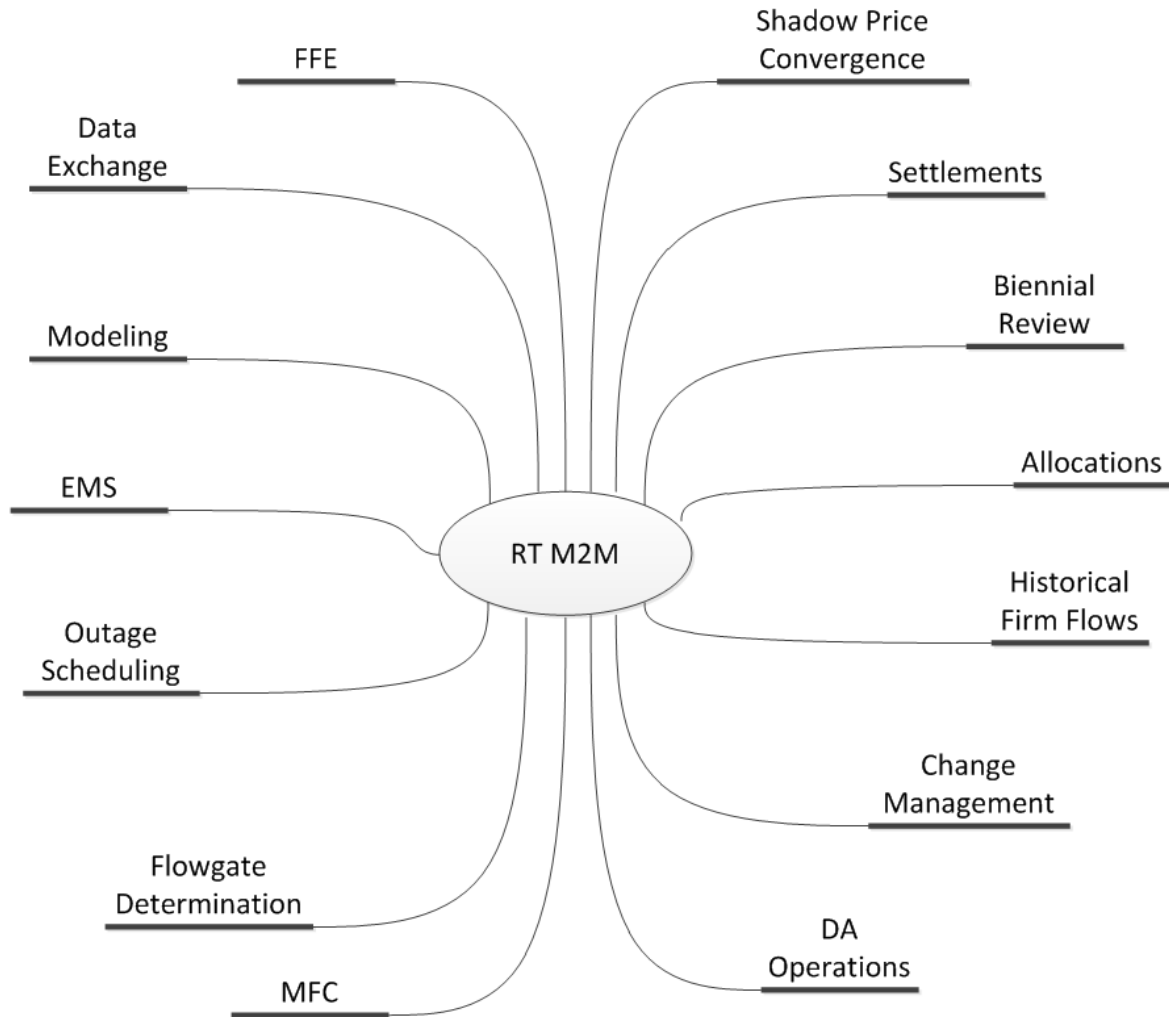 Shadow Price
Convergence
FFE
Data
Exchange
Settlements
Biennial
Review
Modeling
Allocations
EMS
RT M2M
Historical
Firm Flows
Outage
Scheduling
Change
Management
Flowgate
Determination
DA
Operations
MFC